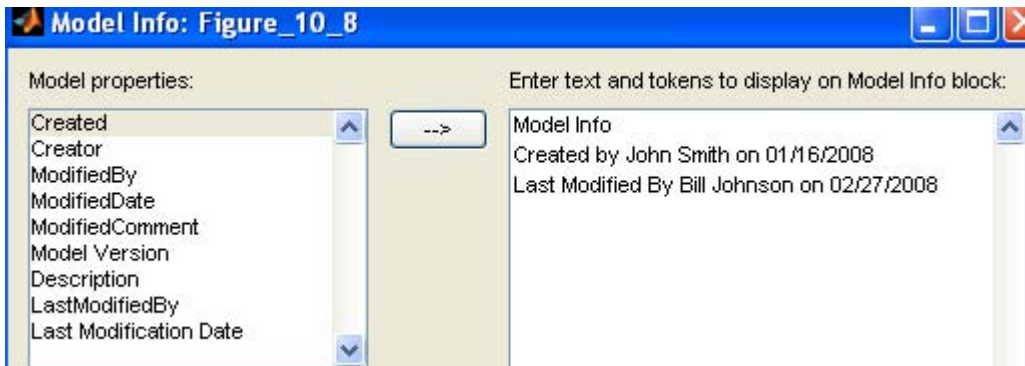 Model Info: Figure_10_8
Model properties:
Created
Creator
ModifiedBy
ModifiedDate
ModifiedComment
Model Version
Description
LastModifiedBy
Last Modification Date
-->
Enter text and tokens to display on Model Info block:
Model Info
Created by John Smith on 01/16/2008
Last Modified By Bill Johnson on 02/27/2008